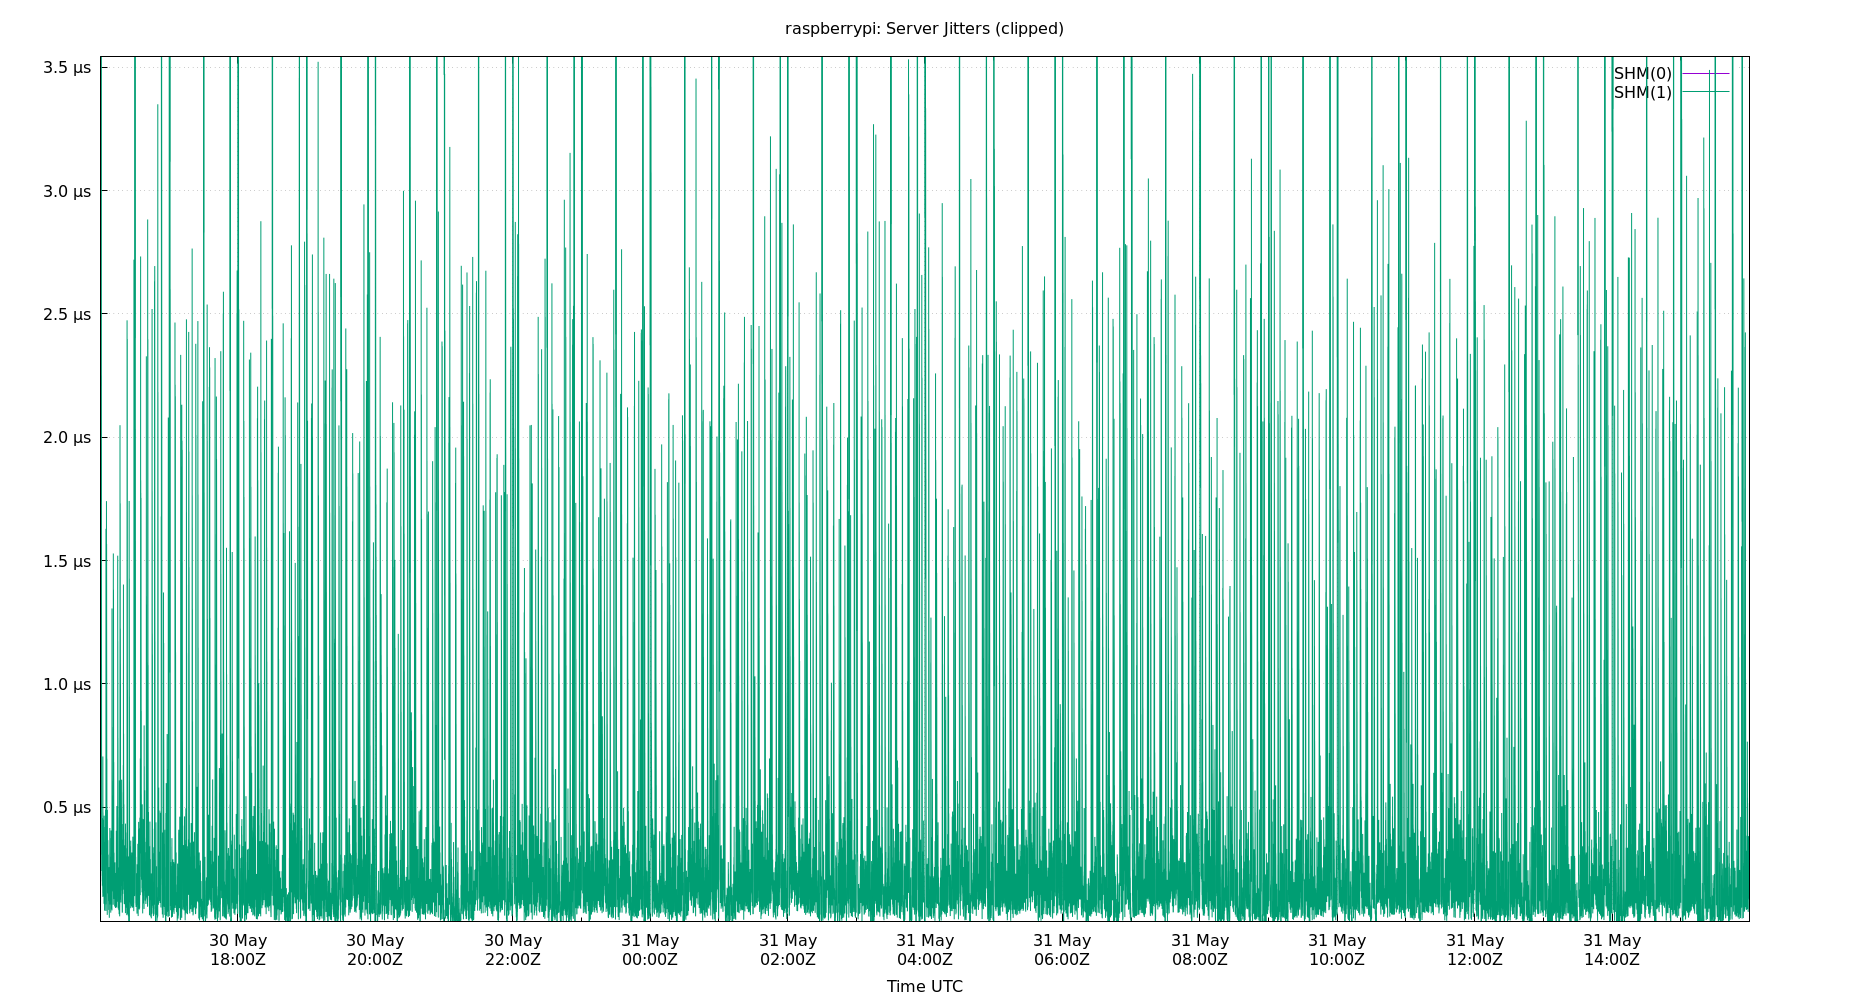 raspberrypi: Server Jitters (clipped)
3.5 μs
3.0 μs
2.5 μs
2.0 μs
1.5 μs
1.0 μs
0.5 μs
SHM(0)
SHM(1)
30 May 30 May 30 May 31 May 31 May 31 May 31 May 31 May 31 May 31 May 31 May
18:00Z 20:00Z 22:00Z 00:00Z 02:00Z 04:00Z 06:00Z 08:00Z 10:00Z 12:00Z 14:00Z
Time UTC